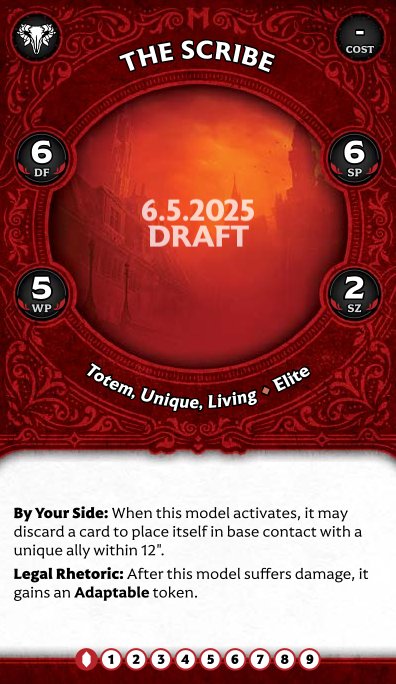 THE SCRIBE
-
COST
6
DF
6
SP
6.5.2025
DRAFT
5
WP
2
SZ
Totem, Unique, Living • Elite
By Your Side: When this model activates, it may
discard a card to place itself in base contact with a
unique ally within 12".
Legal Rhetoric: After this model suffers damage, it
gains an Adaptable token.
1 2 3 4 5 6 7 8 9